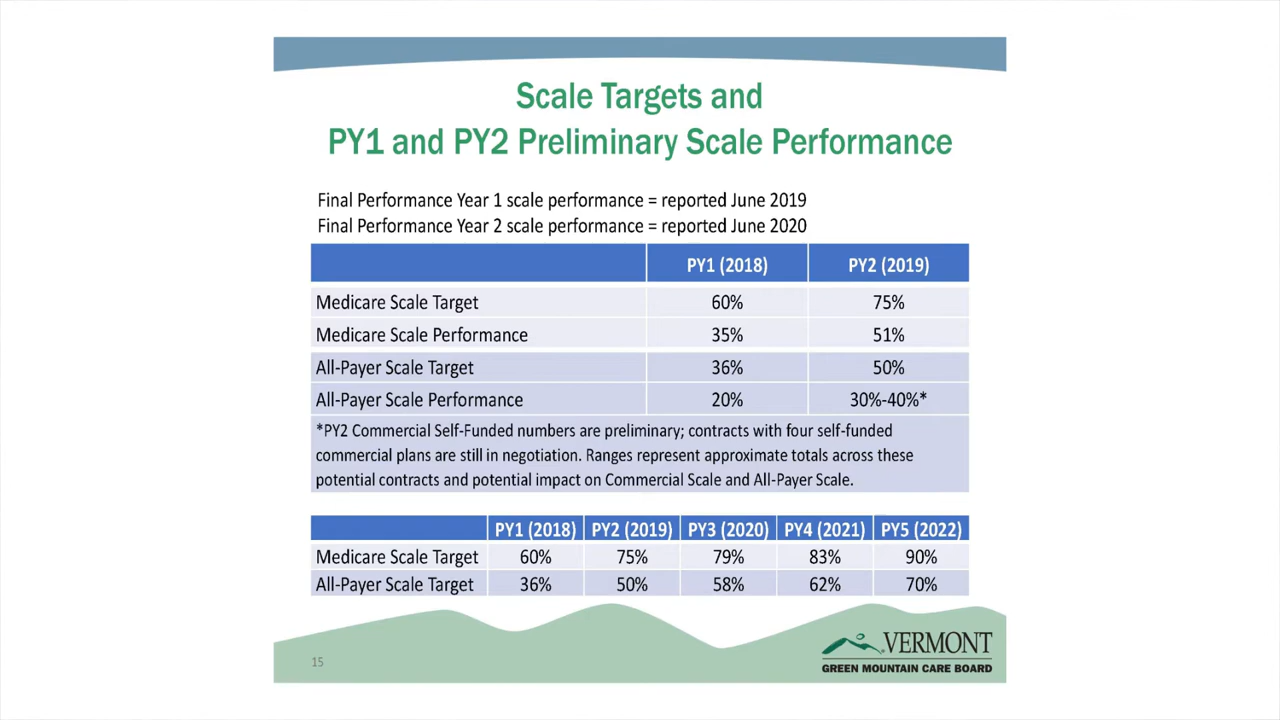 Scale Targets and
PY1 and PY2 Preliminary Scale Performance
Final Performance Year 1 scale performance = reported June 2019
Final Performance Year 2 scale performance = reported June 2020
PY1 (2018) PY2 (2019)
Medicare Scale Target 60% 75%
Medicare Scale Performance 35% 51%
All-Payer Scale Target 36% 50%
All-Payer Scale Performance 20% 30%-40%*
*PY2 Commercial Self-Funded numbers are preliminary; contracts with four self-funded
commercial plans are still in negotiation. Ranges represent approximate totals across these
potential contracts and potential impact on Commercial Scale and All-Payer Scale.
PY1 (2018) PY2 (2019) PY3 (2020) PY4 (2021) PY5 (2022)
Medicare Scale Target 60% 75% 79% 83% 90%
All-Payer Scale Target 36% 50% 58% 62% 70%
15
VERMONT
GREEN MOUNTAIN CARE BOARD